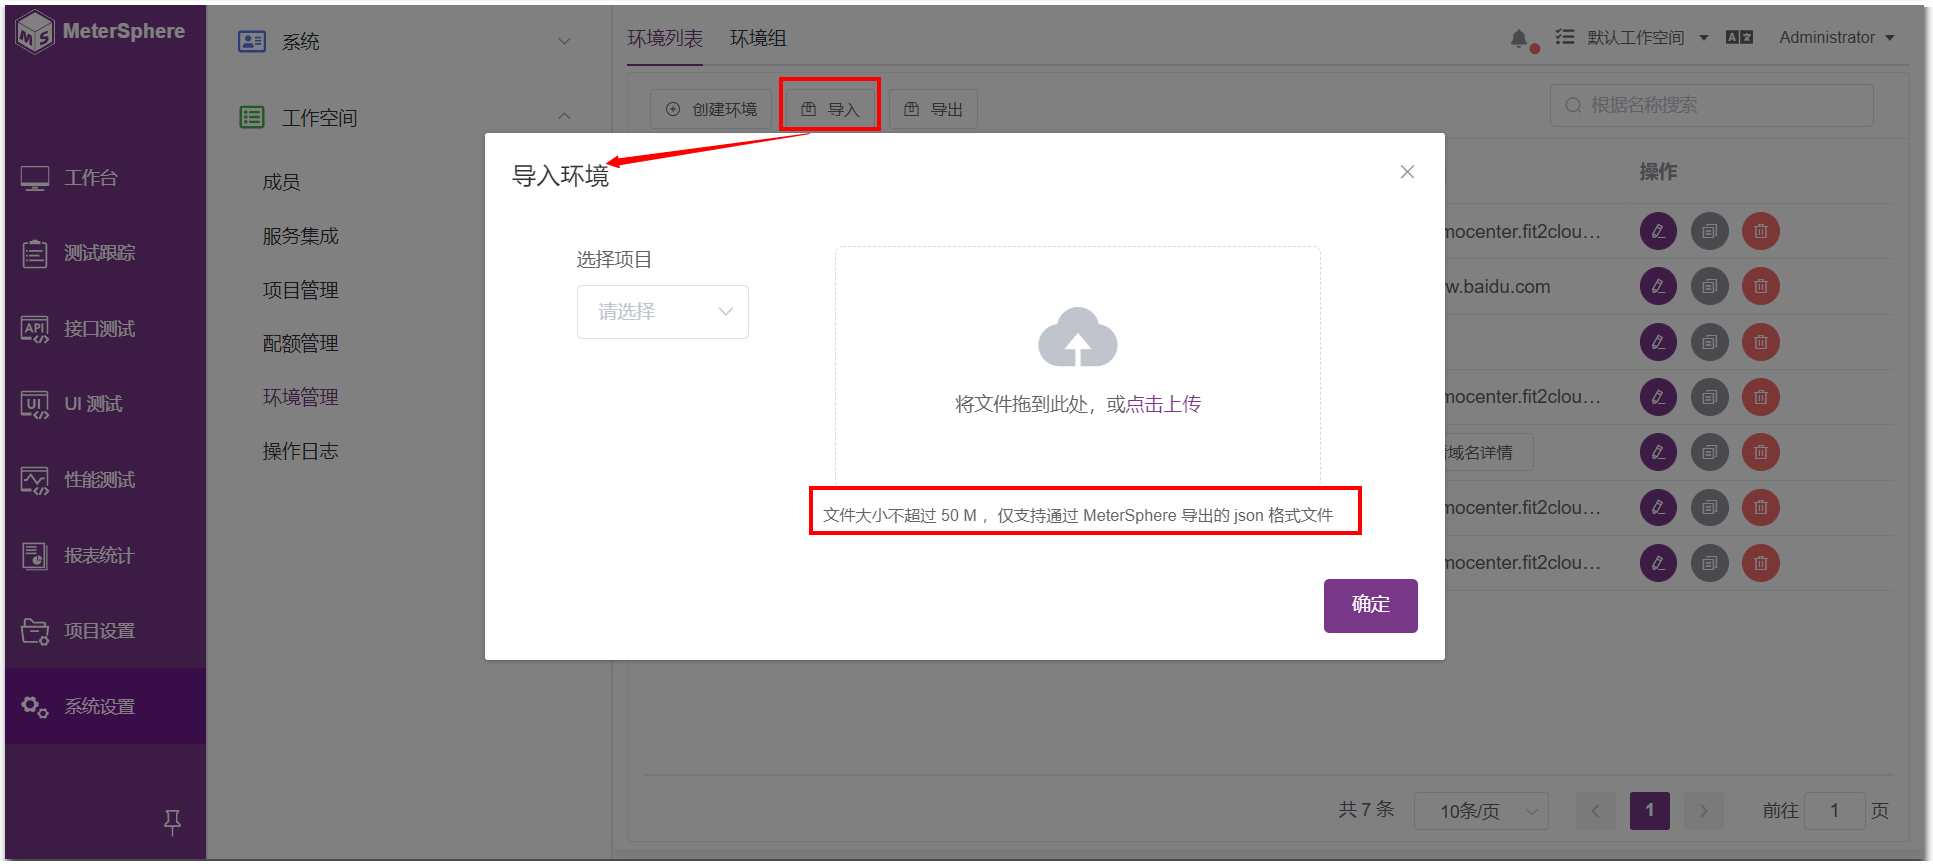 MeterSphere
工作台
测试跟踪
API
接口测试
UI
UI 测试
性能测试
报表统计
项目设置
系统设置
系统
工作空间
成员
服务集成
项目管理
配额管理
环境管理
操作日志
环境列表
环境组
默认工作空间
Administrator
创建环境
导入
导出
根据名称搜索
操作
mocenter.fit2clou...
w.baidu.com
mocenter.fit2clou...
域名详情
mocenter.fit2clou...
mocenter.fit2clou...
导入环境
选择项目
请选择
将文件拖到此处，或点击上传
文件大小不超过 50 M ，仅支持通过 MeterSphere 导出的 json 格式文件
确定
共 7 条
10条/页
1
前往 1 页